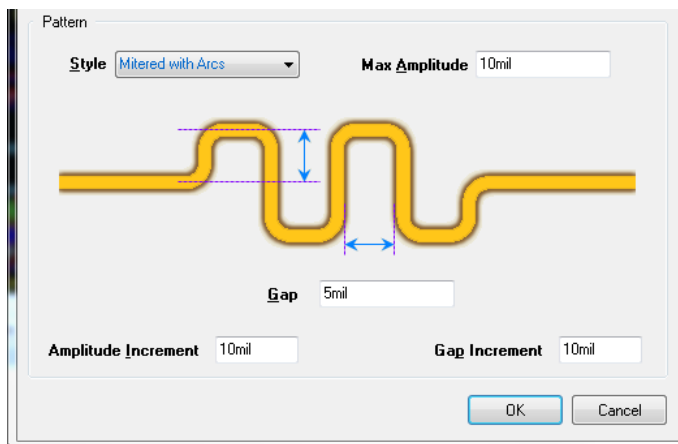 Pattern
Style Mitered with Arcs Max Amplitude 10mil
Gap 5mil
Amplitude Increment 10mil Gap Increment 10mil
OK Cancel